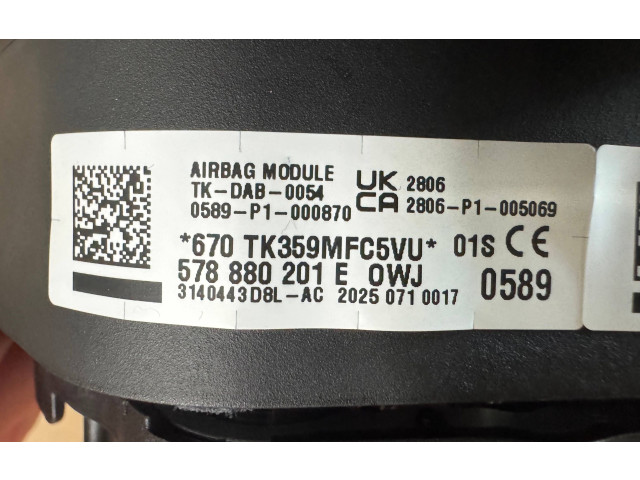 AIRBAG MODULE
TK-DAB-0054
0589-P1-000870
UK CA 2806
2806-P1-005069
*670 TK359MFC5VU* 01S CE
578 880 201 E OWJ
3140443D8L-AC 2025 071 0017
0589